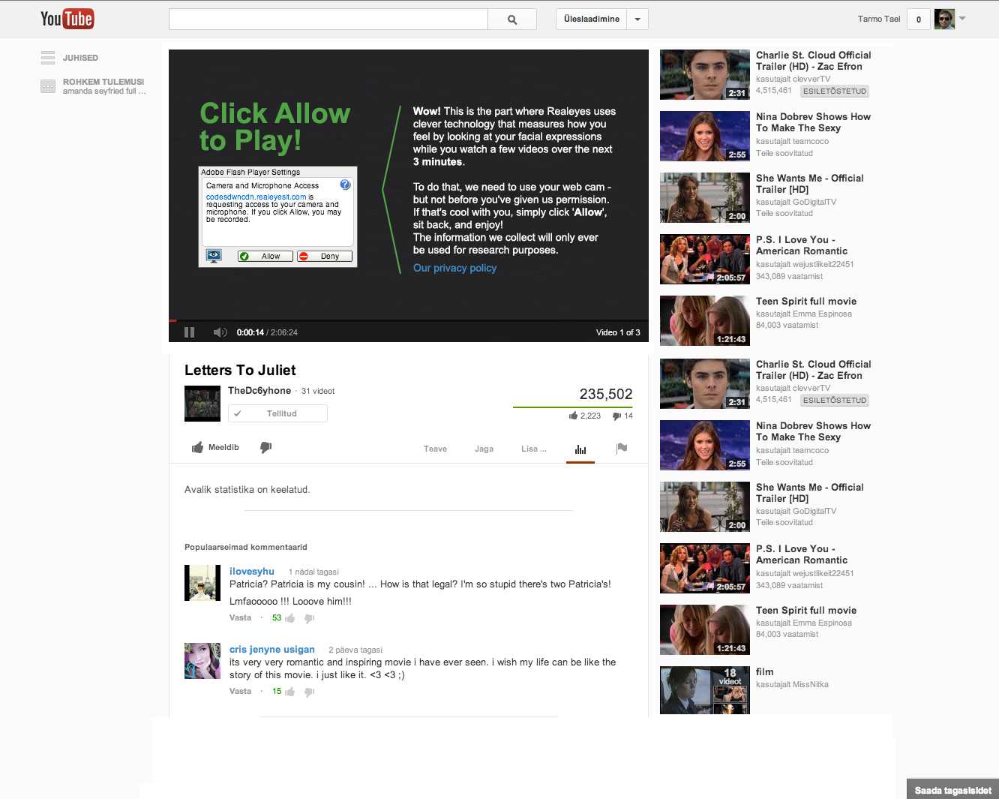 YouTube
Üleslaadimine
Tarmo Tael
0
JUHISED
ROHKEM TULEMUSI
amanda seyfried full ...
Click Allow
to Play!
Adobe Flash Player Settings
Camera and Microphone Access
?
codesdwncdn.realeyesit.com is
requesting access to your camera and
microphone. If you click Allow, you may
be recorded.
Allow
Deny
Wow! This is the part where Realeyes uses
clever technology that measures how you
feel by looking at your facial expressions
while you watch a few videos over the next
3 minutes.
To do that, we need to use your web cam -
but not before you've given us permission.
If that's cool with you, simply click 'Allow',
sit back, and enjoy!
The information we collect will only ever
be used for research purposes.
Our privacy policy
0:00:14 / 2:06:24
Video 1 of 3
Letters To Juliet
TheDc6yhone · 31 videot
Tellitud
235,502
2,223 14
Meeldib
Teave
Jaga
Lisa ...
Avalik statistika on keelatud.
Populaarseimad kommentaarid
ilovesyhu 1 nädal tagasi
Patricia? Patricia is my cousin! ... How is that legal? I'm so stupid there's two Patricia's!
Lmfaooooo !!! Looove him!!!
Vasta · 53
cris jenyne usigan 2 päeva tagasi
its very very romantic and inspiring movie i have ever seen. i wish my life can be like the
story of this movie. i just like it. <3 <3 ;)
Vasta · 15
2:31
Charlie St. Cloud Official
Trailer (HD) - Zac Efron
kasutajalt clevverTV
4,515,461 ESILETÕSTETUD
2:55
Nina Dobrev Shows How
To Make The Sexy
kasutajalt teamcoco
Teile soovitatud
2:00
She Wants Me - Official
Trailer [HD]
kasutajalt GoDigitalTV
Teile soovitatud
2:05:57
P.S. I Love You -
American Romantic
kasutajalt wejustlikeit22451
343,089 vaatamist
1:21:43
Teen Spirit full movie
kasutajalt Emma Espinosa
84,003 vaatamist
2:31
Charlie St. Cloud Official
Trailer (HD) - Zac Efron
kasutajalt clevverTV
4,515,461 ESILETÕSTETUD
2:55
Nina Dobrev Shows How
To Make The Sexy
kasutajalt teamcoco
Teile soovitatud
2:00
She Wants Me - Official
Trailer [HD]
kasutajalt GoDigitalTV
Teile soovitatud
2:05:57
P.S. I Love You -
American Romantic
kasutajalt wejustlikeit22451
343,089 vaatamist
1:21:43
Teen Spirit full movie
kasutajalt Emma Espinosa
84,003 vaatamist
18
videot
film
kasutajalt MissNitka
Saada tagasisidet